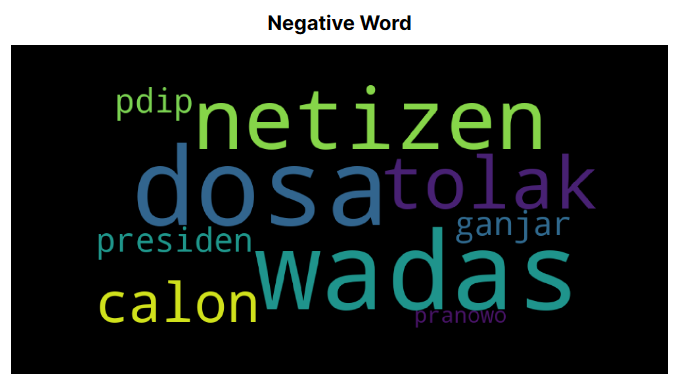 Negative Word
pdip
netizen
dosa
tolak
ganjar
presiden
wadas
calon
pranowo